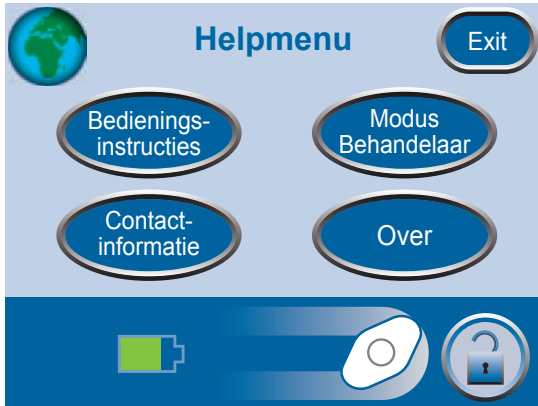 Helpmenu
Exit
Bedienings-
instructies
Modus
Behandelaar
Contact-
informatie
Over